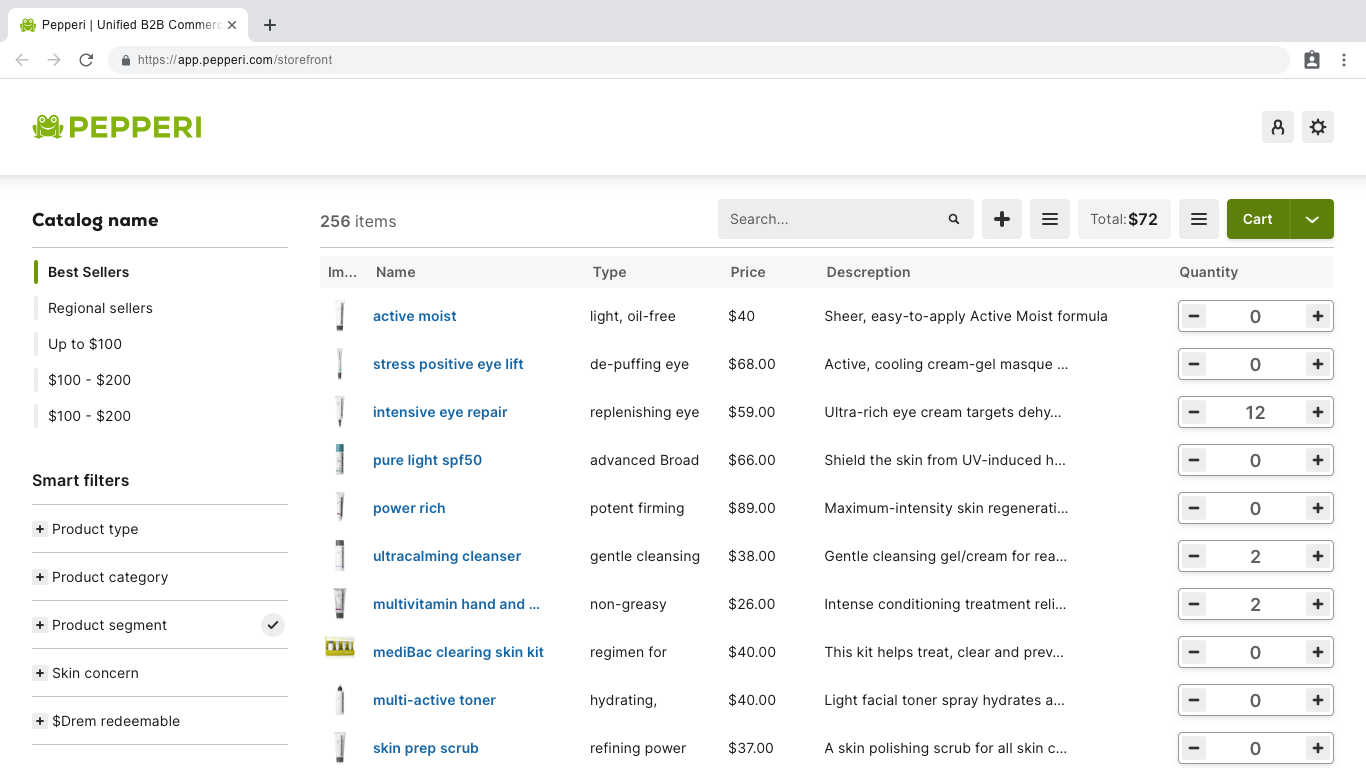 Pepperi | Unified B2B Commerc
https://app.pepperi.com/storefront
PEPPERI
Catalog name
256 items
Search...
Total:$72
Cart
Best Sellers
Regional sellers
Up to $100
$100 - $200
$100 - $200
Smart filters
Product type
Product category
Product segment
Skin concern
$Drem redeemable
Im... Name Type Price Descreption Quantity
active moist light, oil-free $40 Sheer, easy-to-apply Active Moist formula 0
stress positive eye lift de-puffing eye $68.00 Active, cooling cream-gel masque ... 0
intensive eye repair replenishing eye $59.00 Ultra-rich eye cream targets dehy... 12
pure light spf50 advanced Broad $66.00 Shield the skin from UV-induced h... 0
power rich potent firming $89.00 Maximum-intensity skin regenerati... 0
ultracalming cleanser gentle cleansing $38.00 Gentle cleansing gel/cream for rea... 2
multivitamin hand and ... non-greasy $26.00 Intense conditioning treatment reli... 2
mediBac clearing skin kit regimen for $40.00 This kit helps treat, clear and prev... 0
multi-active toner hydrating, $40.00 Light facial toner spray hydrates a... 0
skin prep scrub refining power $37.00 A skin polishing scrub for all skin c... 0